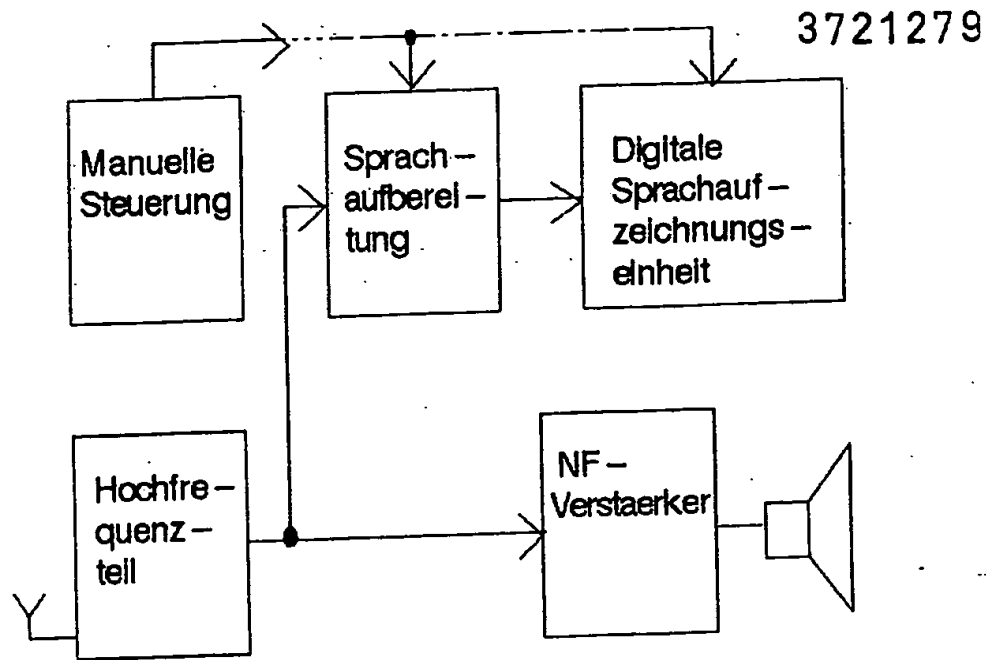 3721279
Manuelle
Steuerung
Sprach-
aufberei-
tung
Digitale
Sprachauf-
zeichnungs-
einheit
Hochfre-
quenz-
teil
NF-
Verstaerker